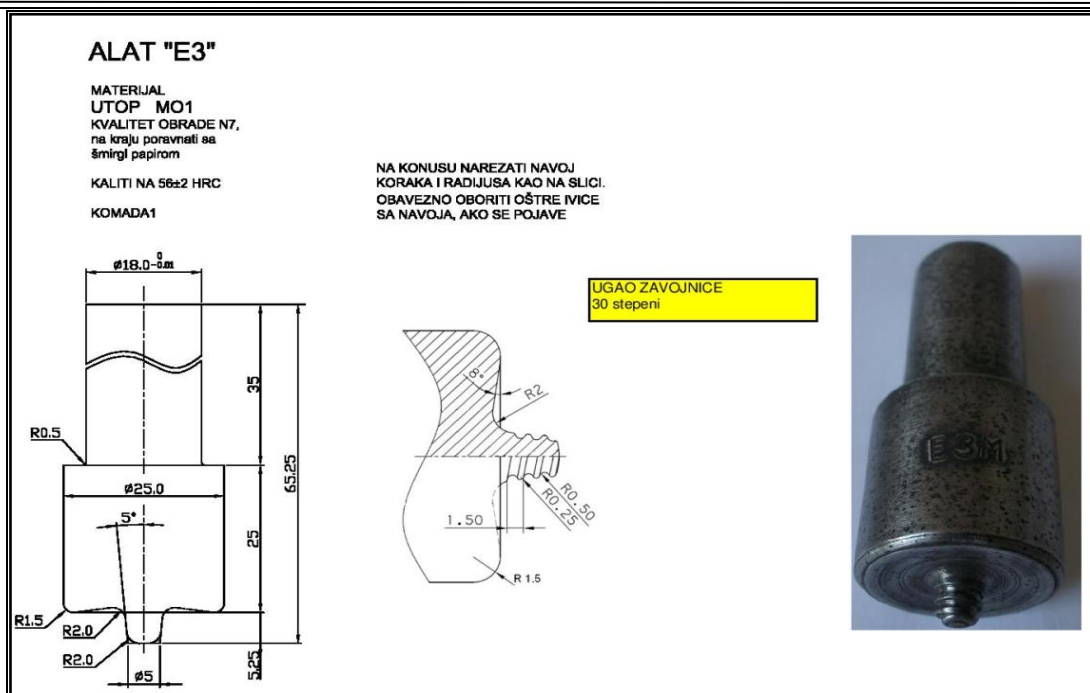 ALAT "E3"
MATERIJAL
UTOP MO1
KVALITET OBRADE N7,
na kraju poravnati sa
šmirgl papirom
KALITI NA 56±2 HRC
KOMADA1
NA KONUSU NAREZATI NAVOJ
KORAKA I RADIJUSA KAO NA SLICI.
OBAVEZNO OBORITI OŠTRE IVICE
SA NAVOJA, AKO SE POJAVE
UGAO ZAVOJNICE
30 stepeni
ø18.0-0 0.01
35
65.25
R0.5
ø25.0
5°
25
R1.5
R2.0
R2.0
ø5
5.25
8°
R2
R0.50
R0.25
1.50
R 1.5
E3M